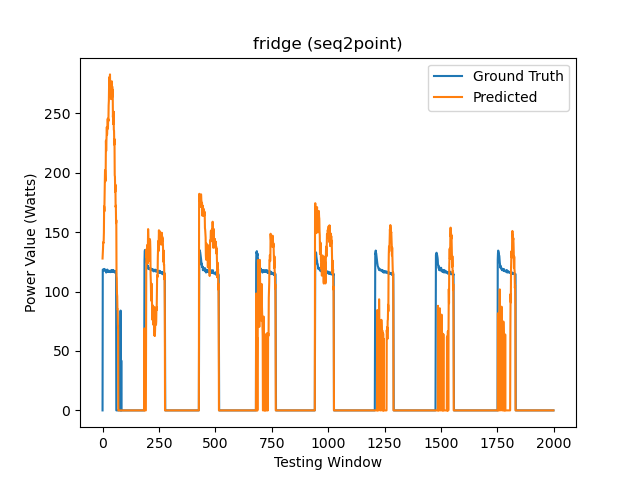 fridge (seq2point)
Ground Truth
Predicted
Power Value (Watts)
250
200
150
100
50
0
0 250 500 750 1000 1250 1500 1750 2000
Testing Window